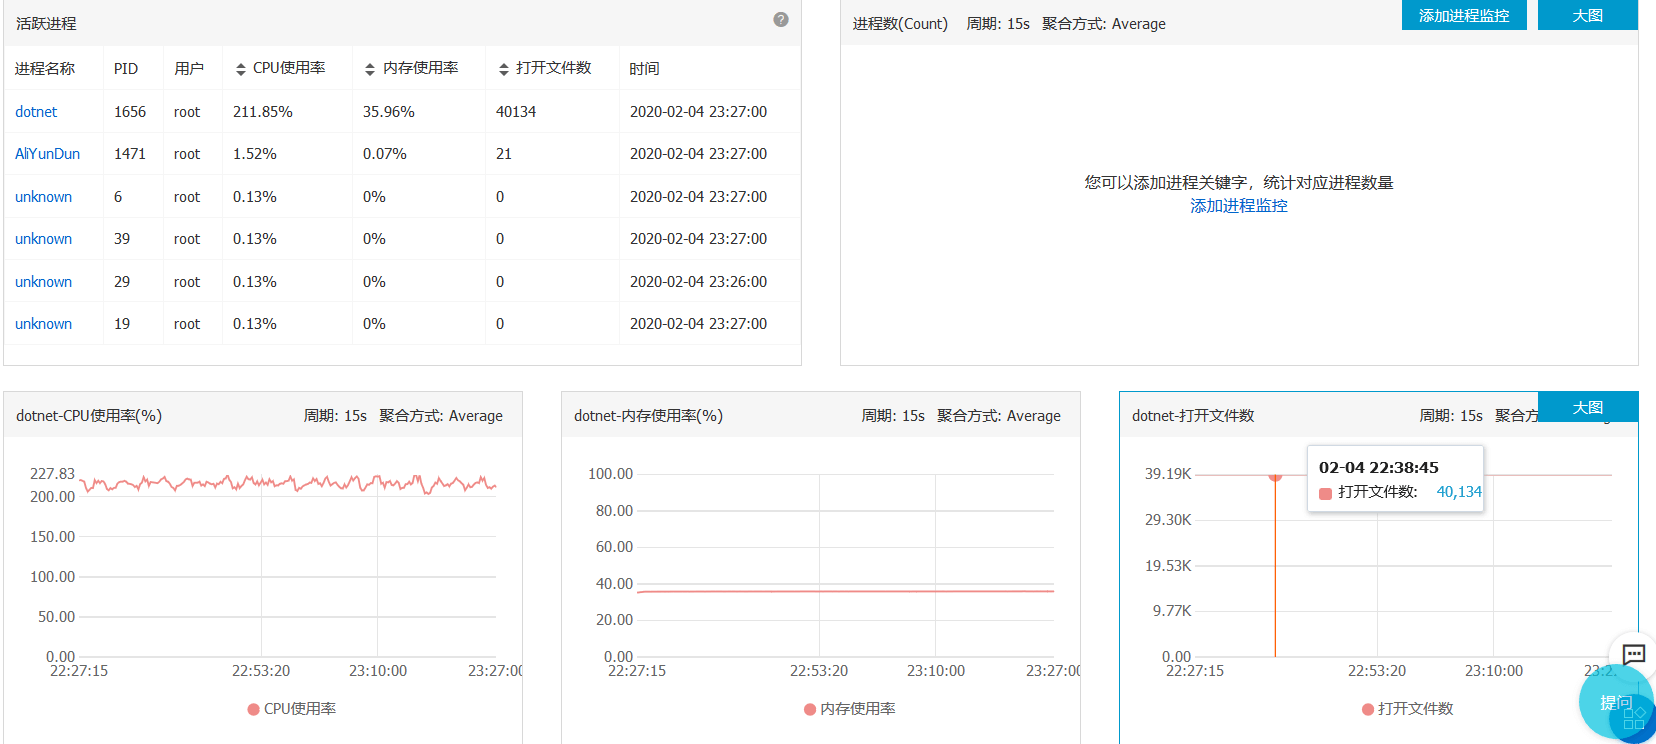 活跃进程
进程名称 PID 用户 CPU使用率 内存使用率 打开文件数 时间
dotnet 1656 root 211.85% 35.96% 40134 2020-02-04 23:27:00
AliYunDun 1471 root 1.52% 0.07% 21 2020-02-04 23:27:00
unknown 6 root 0.13% 0% 0 2020-02-04 23:27:00
unknown 39 root 0.13% 0% 0 2020-02-04 23:27:00
unknown 29 root 0.13% 0% 0 2020-02-04 23:26:00
unknown 19 root 0.13% 0% 0 2020-02-04 23:27:00
进程数(Count) 周期: 15s 聚合方式: Average 添加进程监控 大图
您可以添加进程关键字，统计对应进程数量
添加进程监控
dotnet-CPU使用率(%) 周期: 15s 聚合方式: Average
227.83
200.00
150.00
100.00
50.00
0.00
22:27:15 22:53:20 23:10:00 23:27:00
CPU使用率
dotnet-内存使用率(%) 周期: 15s 聚合方式: Average
100.00
80.00
60.00
40.00
20.00
0.00
22:27:15 22:53:20 23:10:00 23:27:00
内存使用率
dotnet-打开文件数 周期: 15s 聚合方 大图
02-04 22:38:45
打开文件数: 40,134
39.19K
29.30K
19.53K
9.77K
0.00
22:27:15 22:53:20 23:10:00 23:2
打开文件数
提问